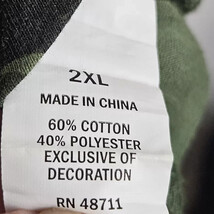 2XL
MADE IN CHINA
60% COTTON
40% POLYESTER
EXCLUSIVE OF
DECORATION
RN 48711